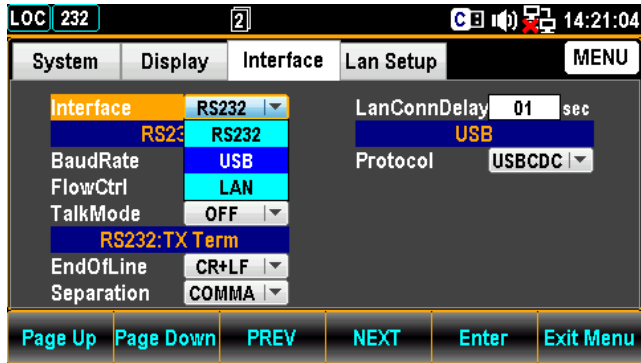 LOC 232 2 C 14:21:04
System Display Interface Lan Setup MENU
Interface RS232 LanConnDelay 01 sec
RS23 RS232 USB
BaudRate USB Protocol USBCDC
FlowCtrl LAN
TalkMode OFF
RS232:TX Term
EndOfLine CR+LF
Separation COMMA
Page Up Page Down PREV NEXT Enter Exit Menu